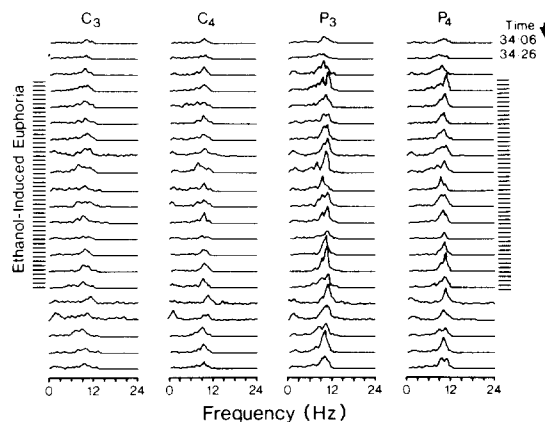 C3 C4 P3 P4
Time
34·06
34·26
Ethanol-Induced Euphoria
0 12 24 0 12 24 0 12 24 0 12 24
Frequency (Hz)